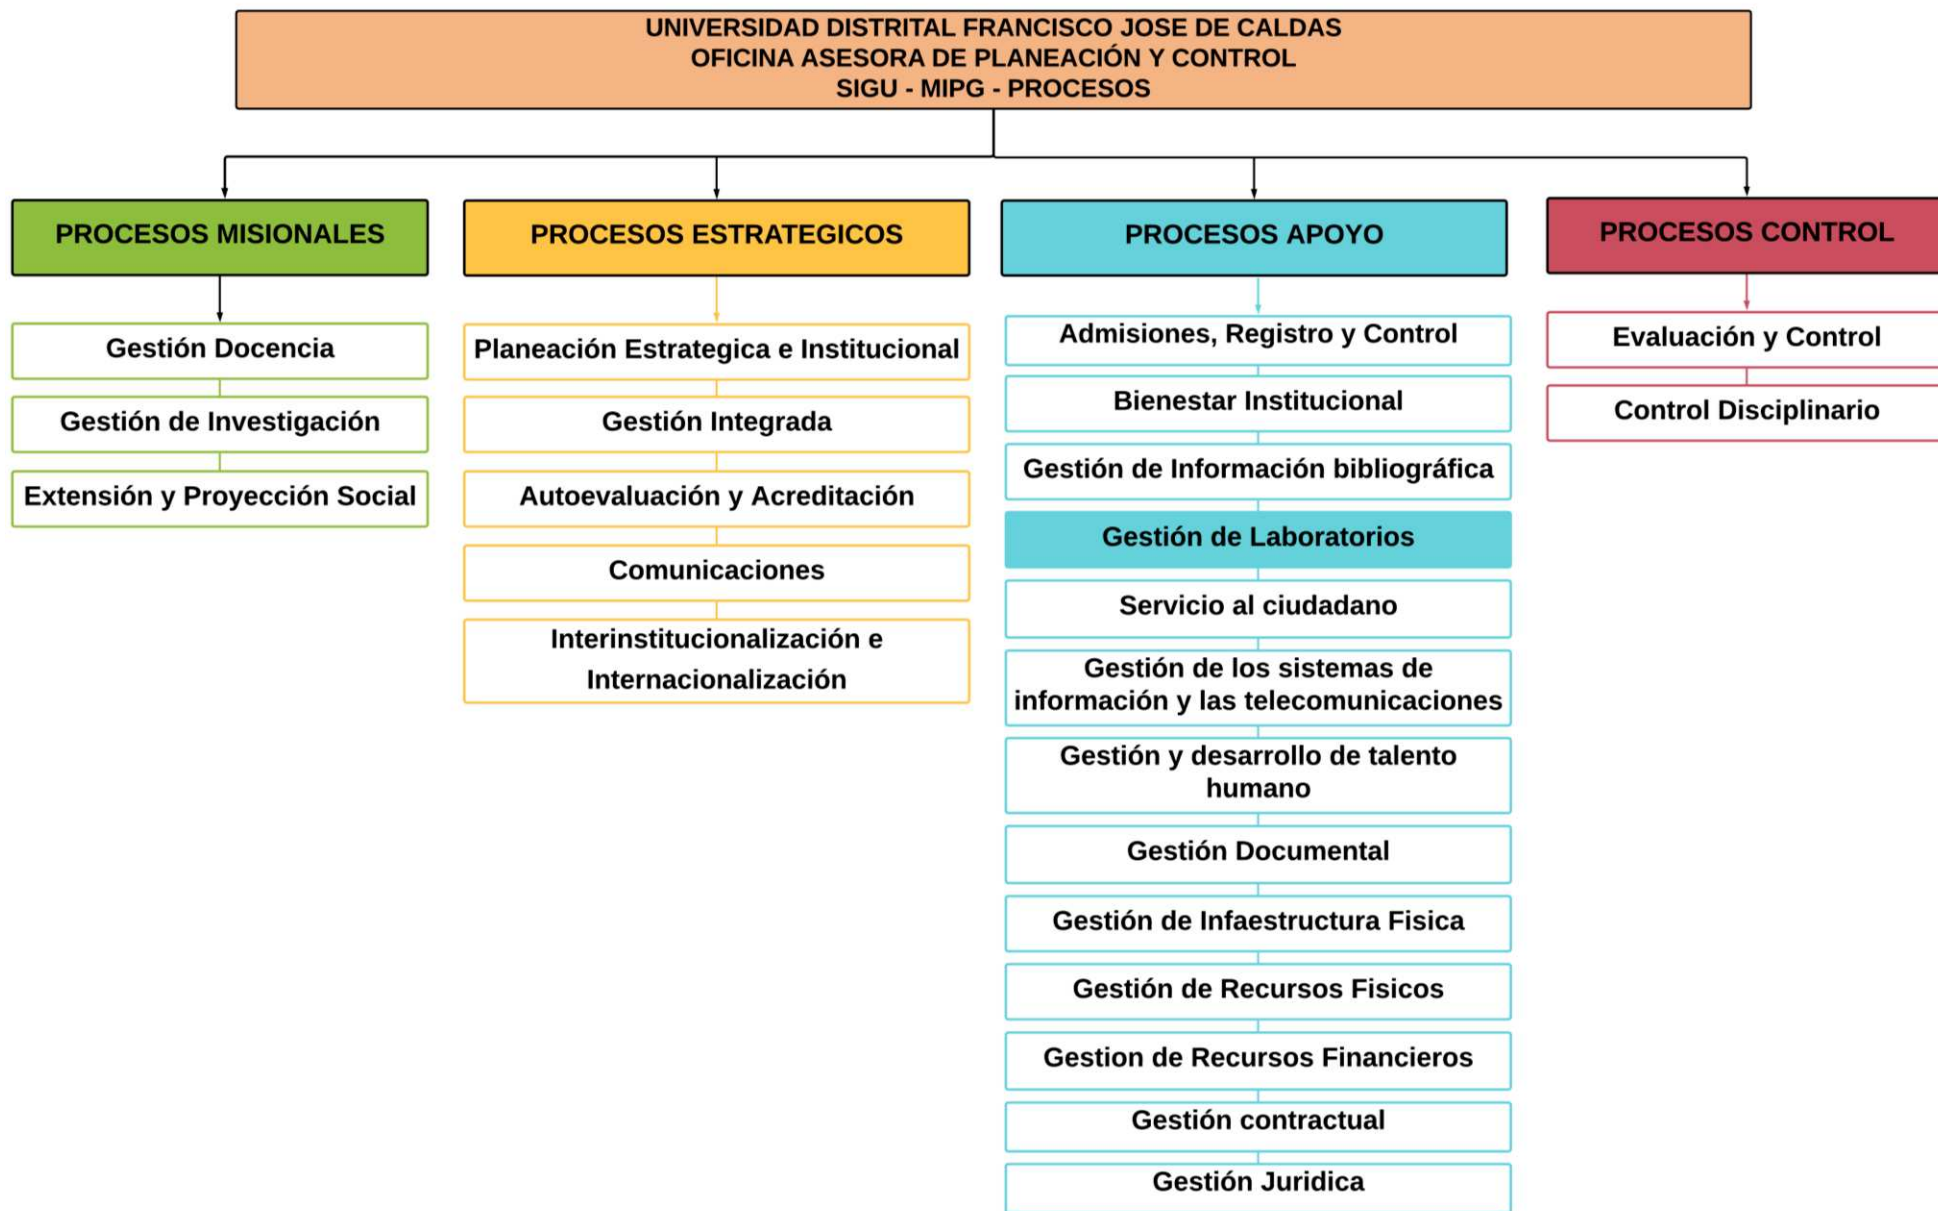 UNIVERSIDAD DISTRITAL FRANCISCO JOSE DE CALDAS
OFICINA ASESORA DE PLANEACIÓN Y CONTROL
SIGU - MIPG - PROCESOS
PROCESOS MISIONALES
Gestión Docencia
Gestión de Investigación
Extensión y Proyección Social
PROCESOS ESTRATEGICOS
Planeación Estrategica e Institucional
Gestión Integrada
Autoevaluación y Acreditación
Comunicaciones
Interinstitucionalización e
Internacionalización
PROCESOS APOYO
Admisiones, Registro y Control
Bienestar Institucional
Gestión de Información bibliográfica
Gestión de Laboratorios
Servicio al ciudadano
Gestión de los sistemas de
información y las telecomunicaciones
Gestión y desarrollo de talento
humano
Gestión Documental
Gestión de Infaestructura Fisica
Gestión de Recursos Fisicos
Gestion de Recursos Financieros
Gestión contractual
Gestión Juridica
PROCESOS CONTROL
Evaluación y Control
Control Disciplinario